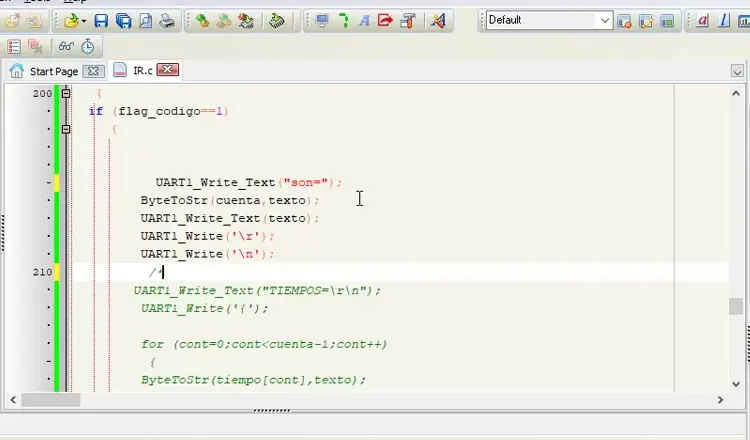 Default
Start Page
IR.c
200
{
if (flag_codigo==1)
{
UART1_Write_Text("son=");
ByteToStr(cuenta,texto);
UART1_Write_Text(texto);
UART1_Write('\r');
UART1_Write('\n');
210
/*
UART1_Write_Text("TIEMPOS=\r\n");
UART1_Write('{');
for (cont=0;cont<cuenta-1;cont++)
{
ByteToStr(tiempo[cont],texto);